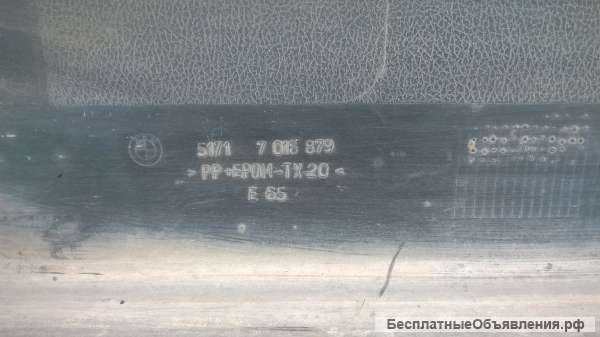 5171 7 016 879
>PP+EPDM-TX20<
E 65
БесплатныеОбъявления.рф